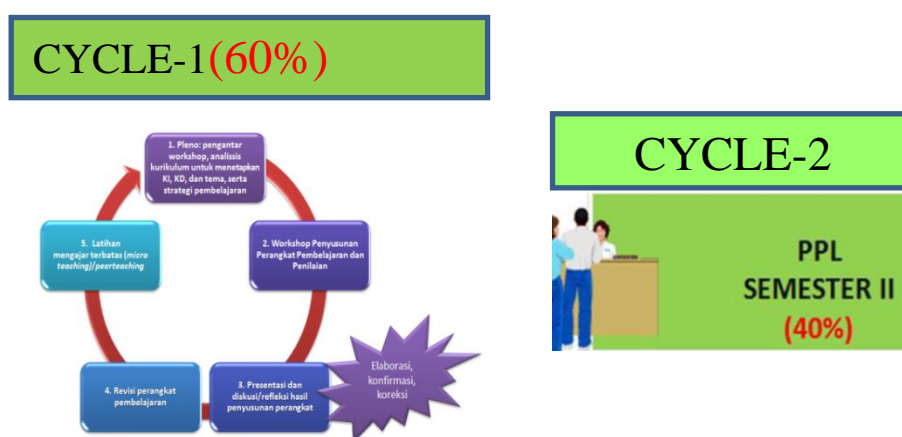 CYCLE-1(60%)
1. Pleno: pengantar
workshop, analissis
kurikulum untuk menetapkan
KI, KD, dan tema, serta
strategi pembelajaran
2. Workshop Penyusunan
Perangkat Pembelajaran dan
Penilaian
3. Presentasi dan
diskusi/refleksi hasil
penyusunan perangkat
Elaborasi,
konfirmasi,
koreksi
4. Revisi perangkat
pembelajaran
5. Latihan
mengajar terbatas (micro
teaching)/peerteaching
CYCLE-2
PPL
SEMESTER II
(40%)